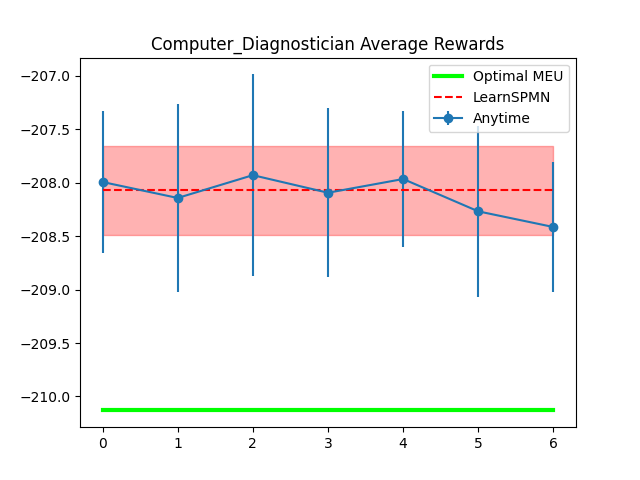 Computer_Diagnostician Average Rewards
Optimal MEU
LearnSPMN
Anytime
−207.0
−207.5
−208.0
−208.5
−209.0
−209.5
−210.0
0 1 2 3 4 5 6